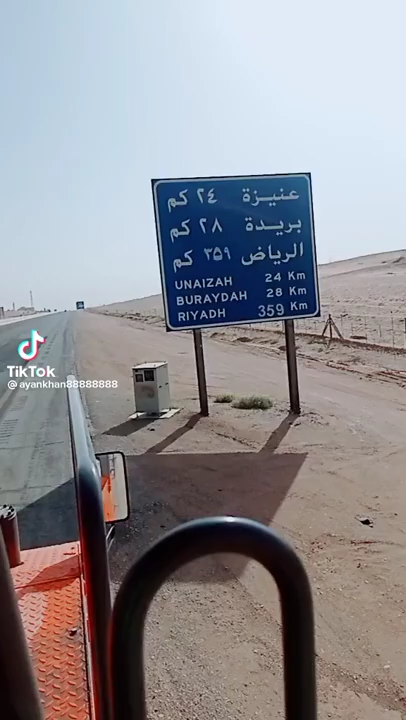 عنيزة ٢٤ كم
بريدة ٢٨ كم
الرياض ٣٥٩ كم
UNAIZAH 24 Km
BURAYDAH 28 Km
RIYADH 359 Km
TikTok
@ayankhan88888888